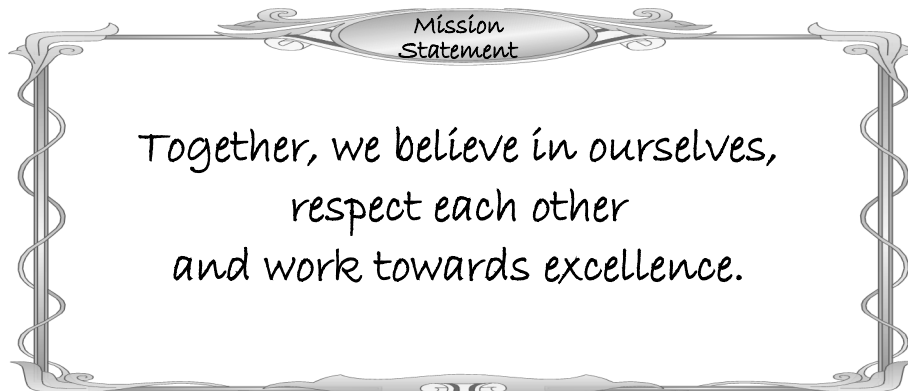 Mission
Statement
Together, we believe in ourselves,
respect each other
and work towards excellence.